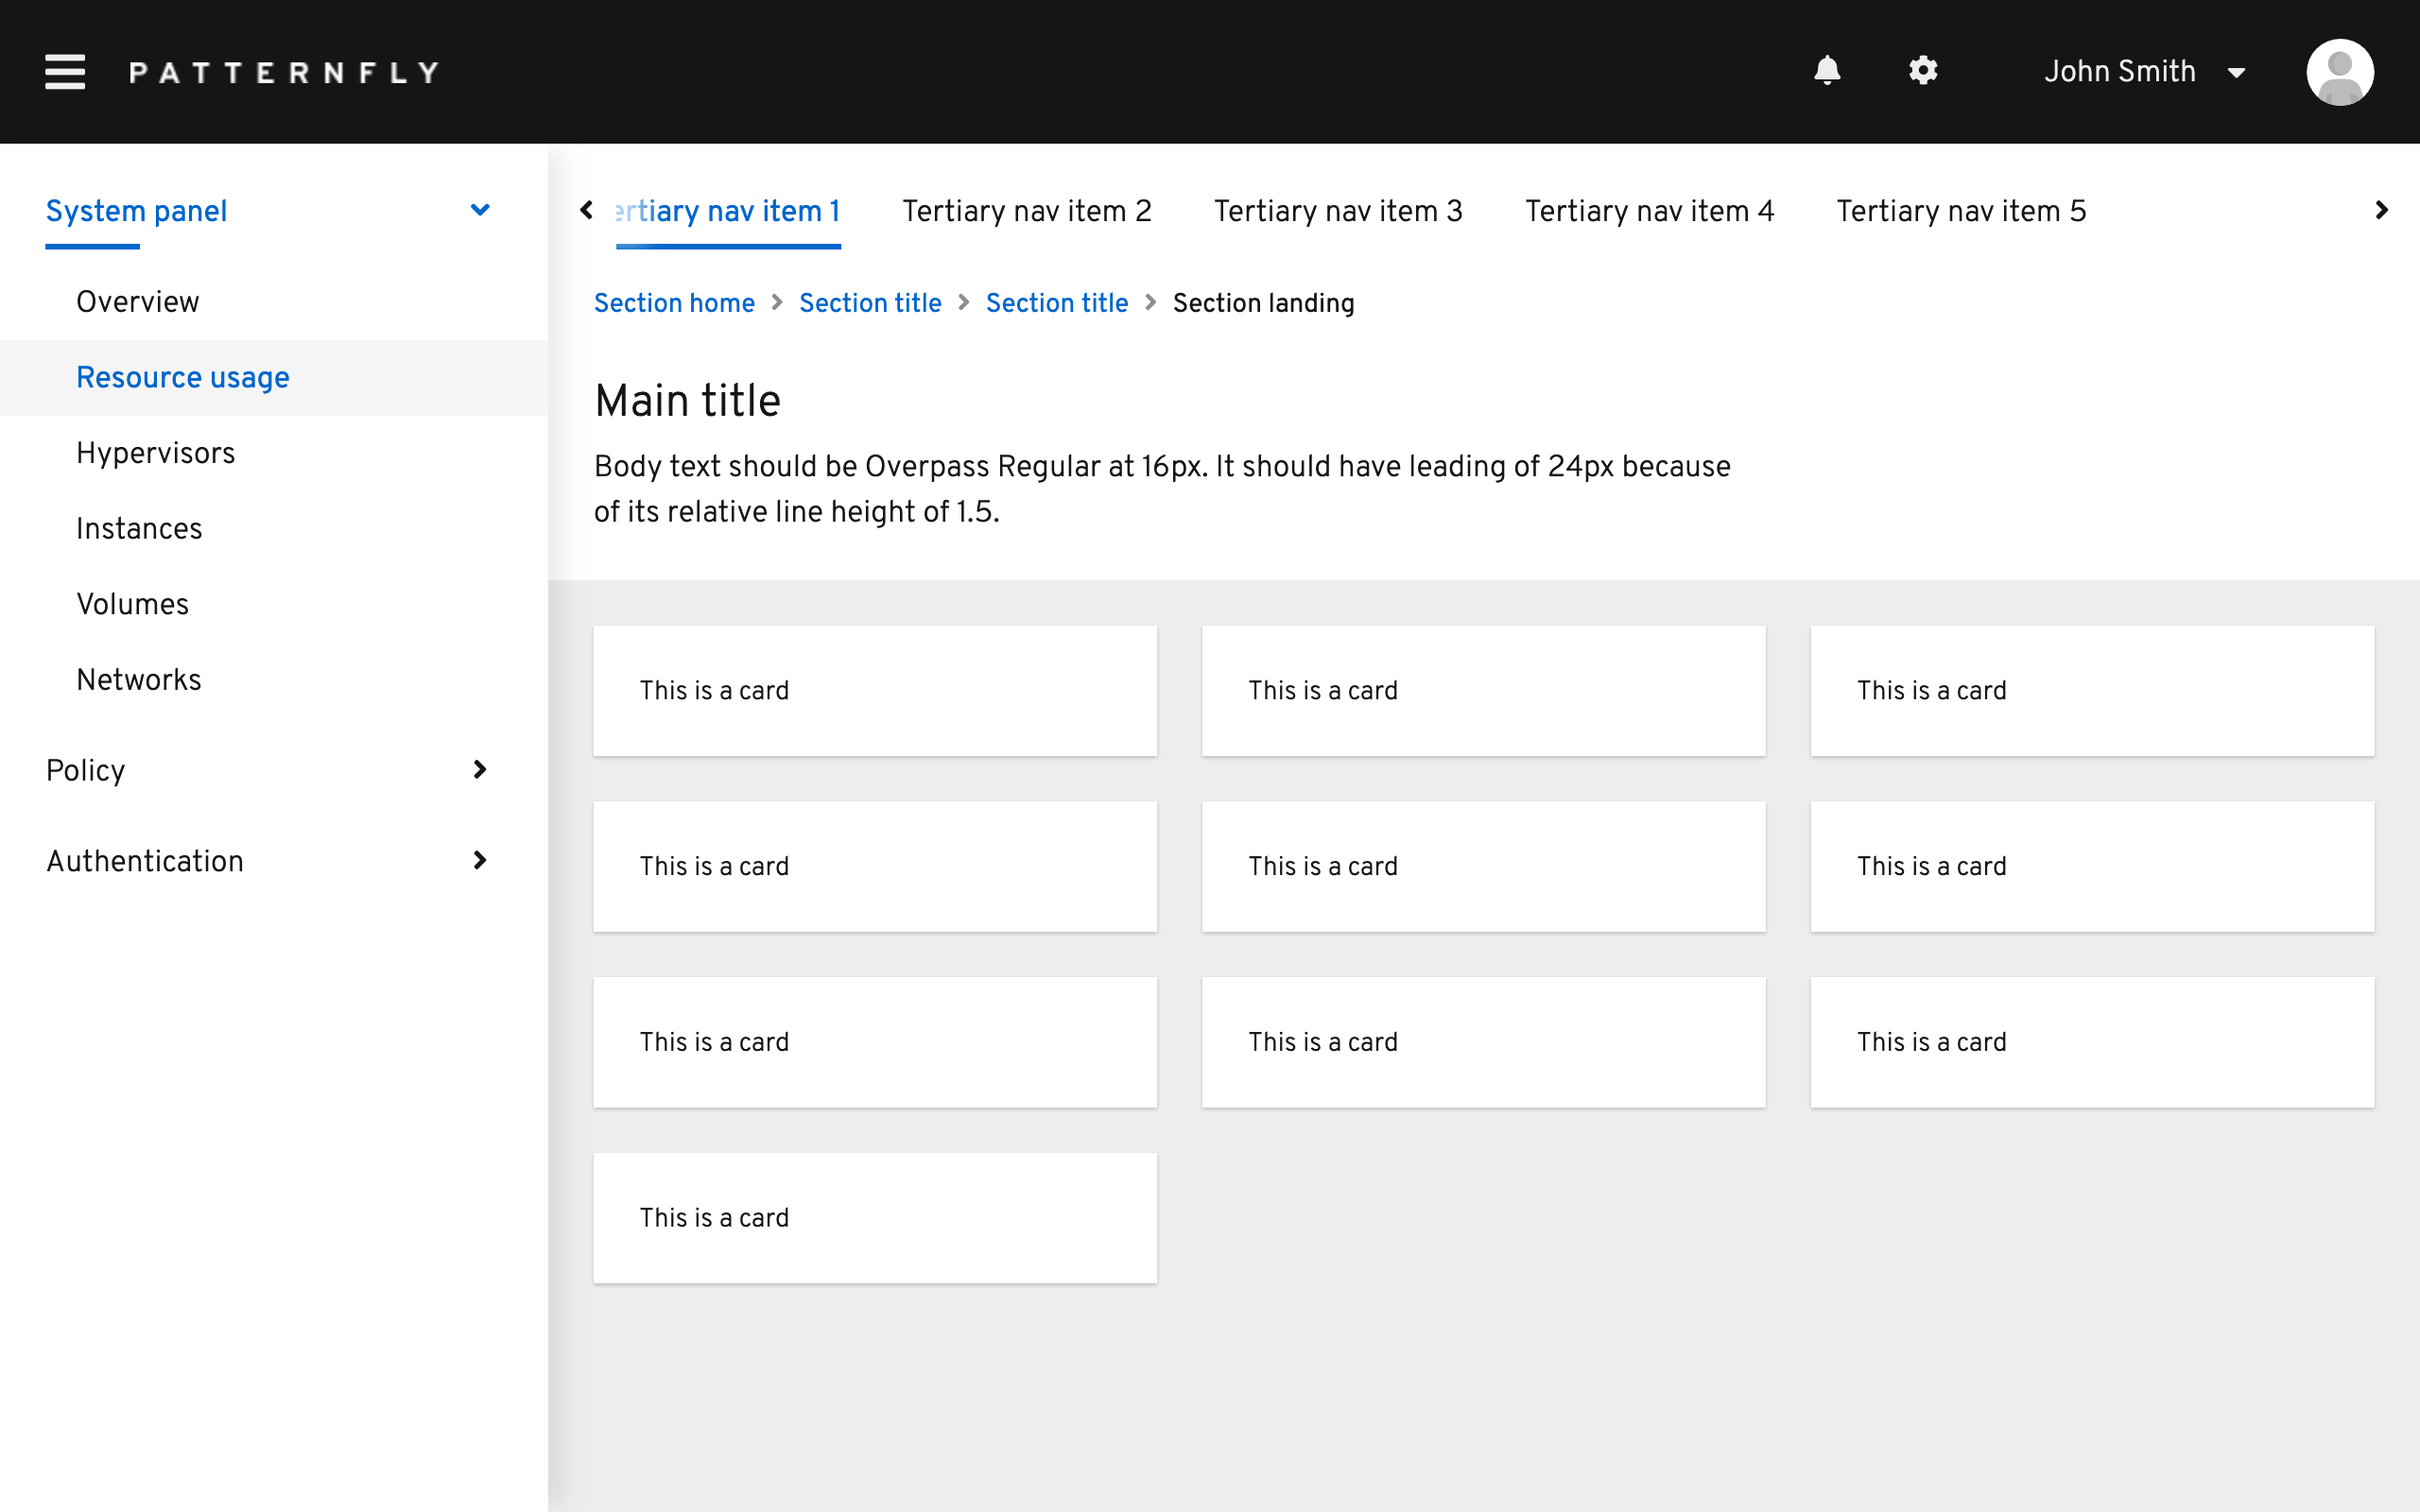 PATTERNFLY
John Smith
System panel
Overview
Resource usage
Hypervisors
Instances
Volumes
Networks
Policy
Authentication
ertiary nav item 1 Tertiary nav item 2 Tertiary nav item 3 Tertiary nav item 4 Tertiary nav item 5
Section home Section title Section title Section landing
Main title
Body text should be Overpass Regular at 16px. It should have leading of 24px because
of its relative line height of 1.5.
This is a card This is a card This is a card
This is a card This is a card This is a card
This is a card This is a card This is a card
This is a card